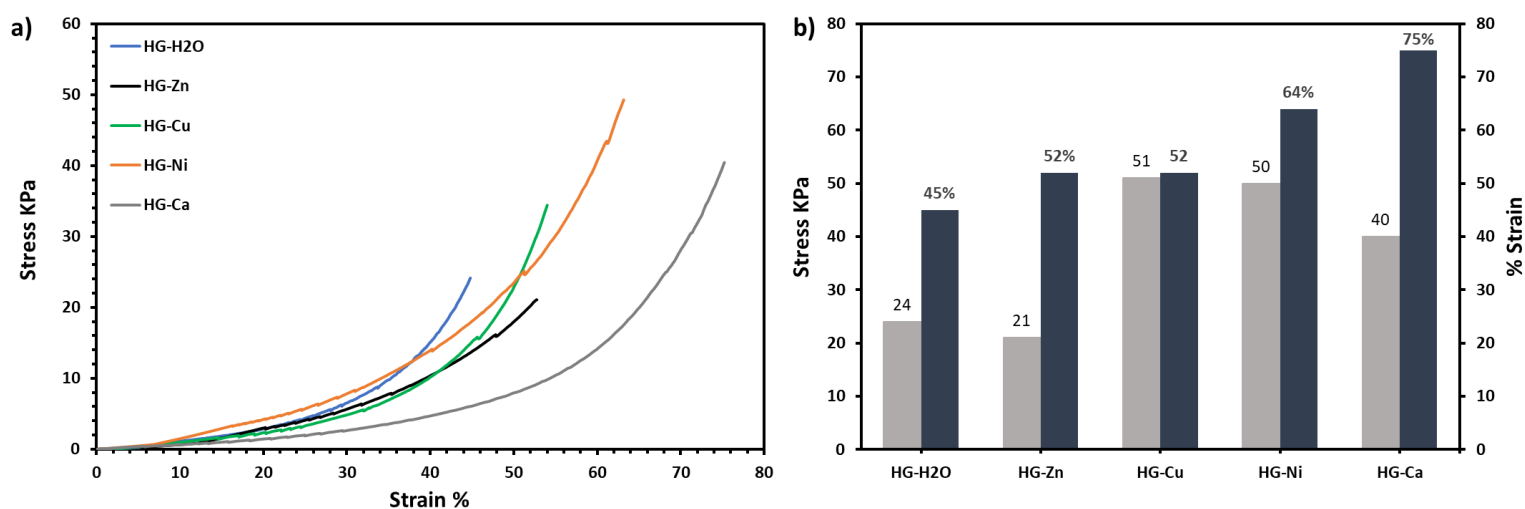 a)
60
50
40
30
20
10
0
Stress KPa
HG-H2O
HG-Zn
HG-Cu
HG-Ni
HG-Ca
0 10 20 30 40 50 60 70 80
Strain %
b)
80
70
60
50
40
30
20
10
0
Stress KPa
24 45%
21 52%
51 52
50 64%
40 75%
HG-H2O HG-Zn HG-Cu HG-Ni HG-Ca
80
70
60
50
40
30
20
10
0
% Strain